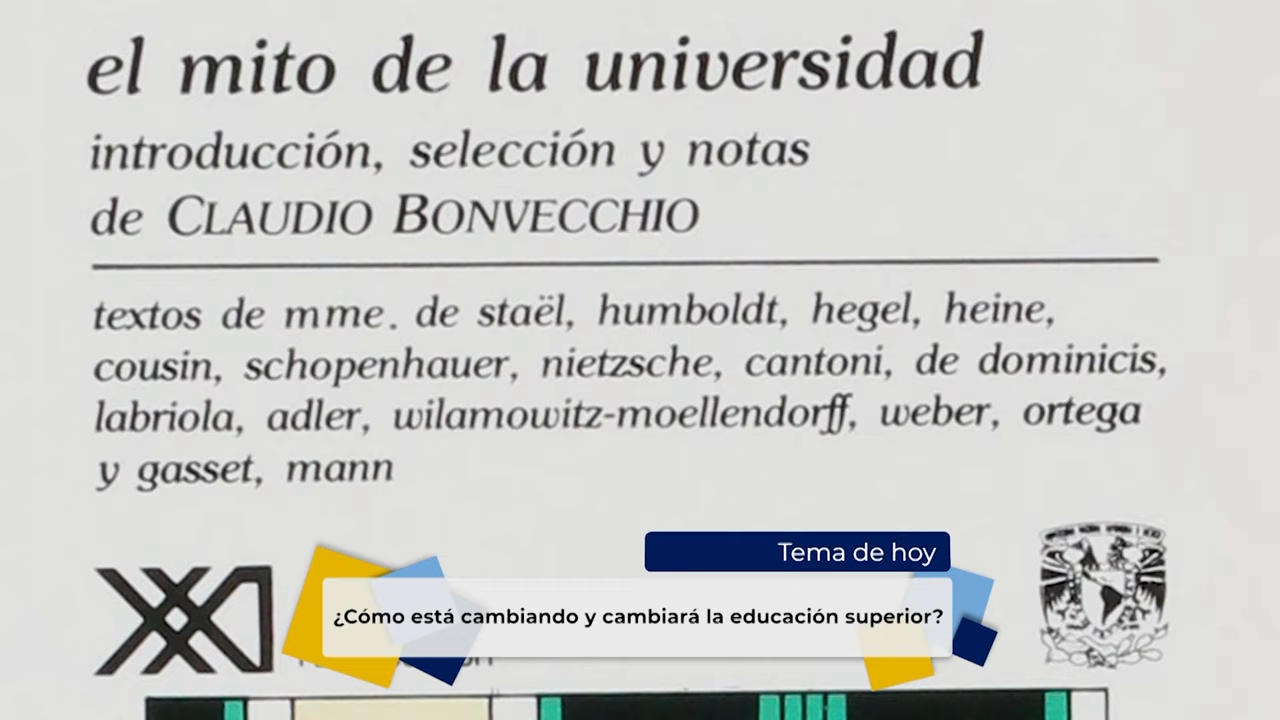 el mito de la universidad
introducción, selección y notas
de CLAUDIO BONVECCHIO
textos de mme. de staël, humboldt, hegel, heine,
cousin, schopenhauer, nietzsche, cantoni, de dominicis,
labriola, adler, wilamowitz-moellendorff, weber, ortega
y gasset, mann
Tema de hoy
¿Cómo está cambiando y cambiará la educación superior?
XXI